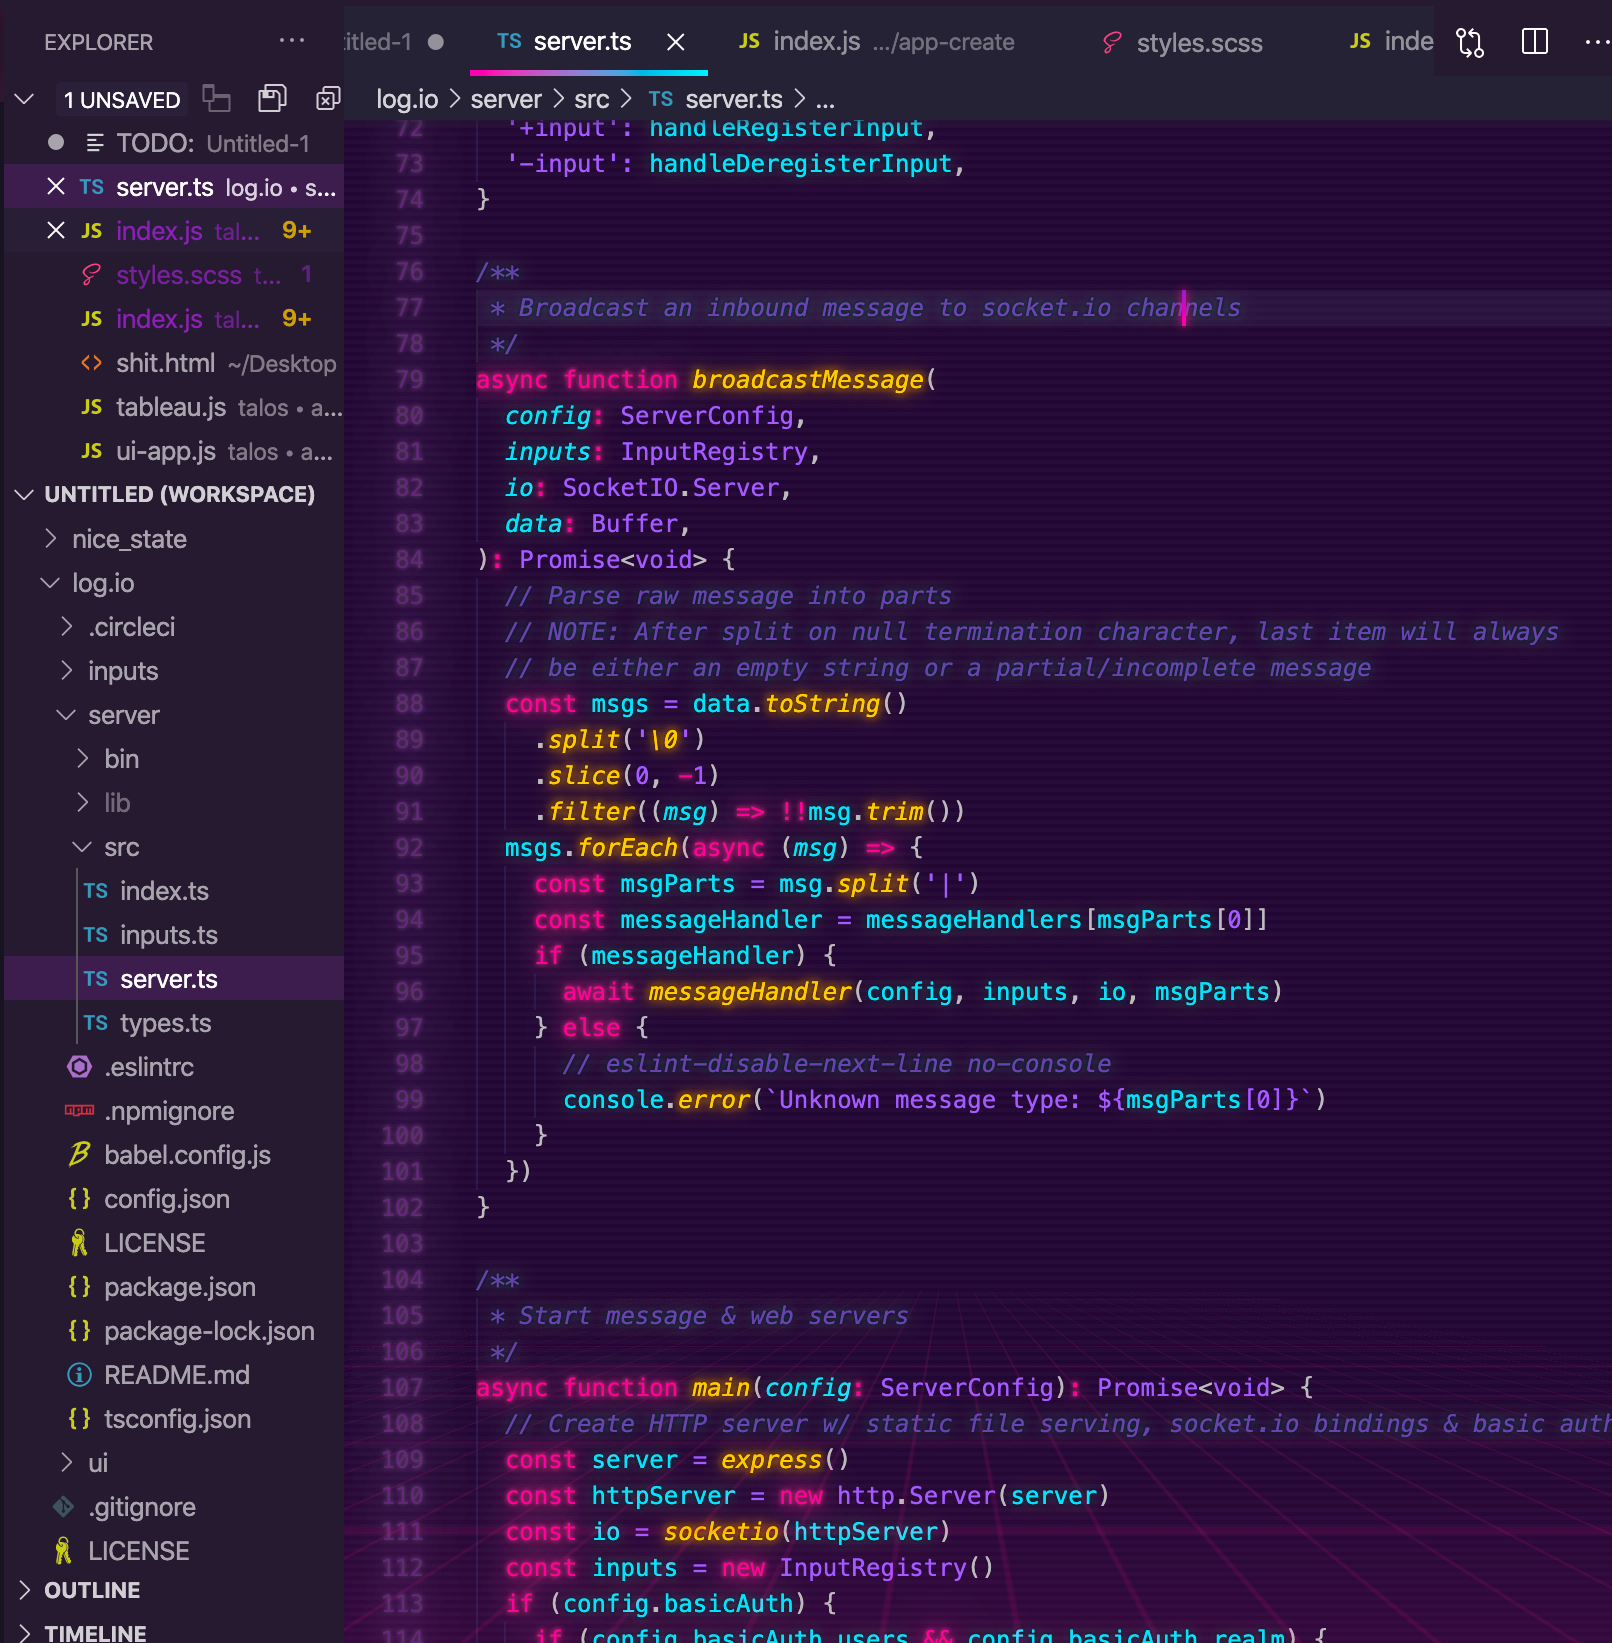 EXPLORER ···
1 UNSAVED
TODO: Untitled-1
TS server.ts log.io • s...
JS index.js tal... 9+
styles.scss t... 1
JS index.js tal... 9+
<> shit.html ~/Desktop
JS tableau.js talos • a...
JS ui-app.js talos • a...
UNTITLED (WORKSPACE)
nice_state
log.io
.circleci
inputs
server
bin
lib
src
TS index.ts
TS inputs.ts
TS server.ts
TS types.ts
.eslintrc
npm .npmignore
babel.config.js
{} config.json
LICENSE
{} package.json
{} package-lock.json
README.md
{} tsconfig.json
ui
.gitignore
LICENSE
OUTLINE
TIMELINE
titled-1 TS server.ts JS index.js .../app-create styles.scss JS inde ···
log.io > server > src > TS server.ts > ...
72 '+input': handleRegisterInput,
73 '-input': handleDeregisterInput,
74 }
75
76 /**
77 * Broadcast an inbound message to socket.io channels
78 */
79 async function broadcastMessage(
80 config: ServerConfig,
81 inputs: InputRegistry,
82 io: SocketIO.Server,
83 data: Buffer,
84 ): Promise<void> {
85 // Parse raw message into parts
86 // NOTE: After split on null termination character, last item will always
87 // be either an empty string or a partial/incomplete message
88 const msgs = data.toString()
89 .split('\0')
90 .slice(0, -1)
91 .filter((msg) => !!msg.trim())
92 msgs.forEach(async (msg) => {
93 const msgParts = msg.split('|')
94 const messageHandler = messageHandlers[msgParts[0]]
95 if (messageHandler) {
96 await messageHandler(config, inputs, io, msgParts)
97 } else {
98 // eslint-disable-next-line no-console
99 console.error(`Unknown message type: ${msgParts[0]}`)
100 }
101 })
102 }
103
104 /**
105 * Start message & web servers
106 */
107 async function main(config: ServerConfig): Promise<void> {
108 // Create HTTP server w/ static file serving, socket.io bindings & basic auth
109 const server = express()
110 const httpServer = new http.Server(server)
111 const io = socketio(httpServer)
112 const inputs = new InputRegistry()
113 if (config.basicAuth) {
114 if (config.basicAuth.users && config.basicAuth.realm) {